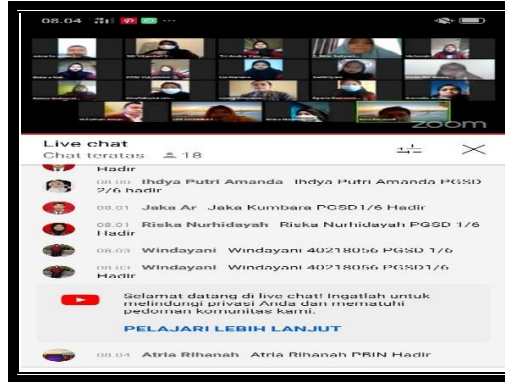 08.04
zoom
Live chat
Chat teratas 18
Hadir
08.00 Ihdya Putri Amanda Ihdya Putri Amanda PGSD
2/6 hadir
08.01 Jaka Ar Jaka Kumbara PGSD1/6 Hadir
08.01 Riska Nurhidayah Riska Nurhidayah PGSD 1/6
Hadir
08.03 Windayani Windayani 40218056 PGSD 1/6
08.03 Windayani Windayani 40218056 PGSD1/6
Hadir
Selamat datang di live chat! Ingatlah untuk
melindungi privasi Anda dan mematuhi
pedoman komunitas kami.
PELAJARI LEBIH LANJUT
08.04 Atria Rihanah Atria Rihanah PBIN Hadir